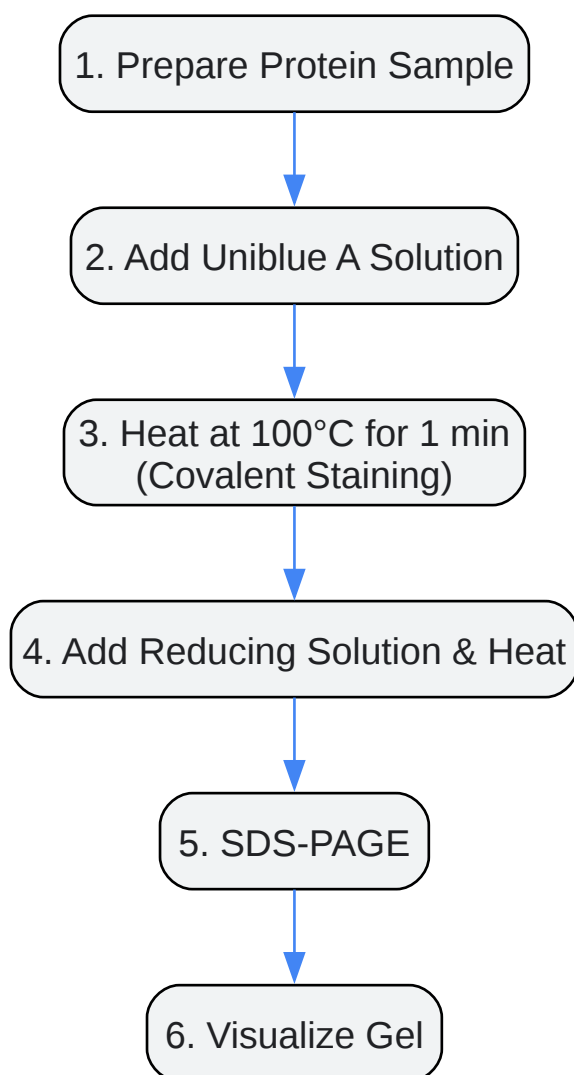 1. Prepare Protein Sample
2. Add Uniblue A Solution
3. Heat at 100°C for 1 min
(Covalent Staining)
4. Add Reducing Solution & Heat
5. SDS-PAGE
6. Visualize Gel